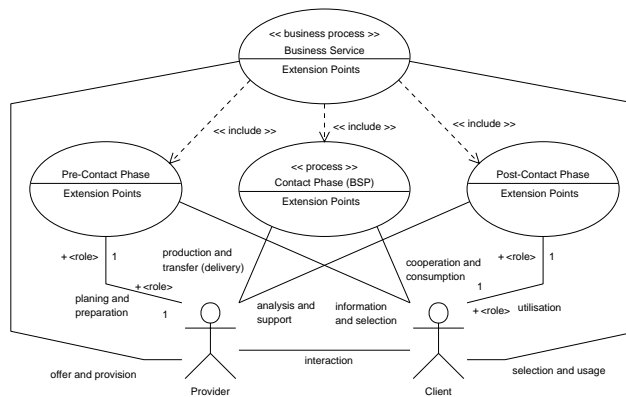 << business process >>
Business Service
Extension Points
<< include >>
<< include >>
<< include >>
Pre-Contact Phase
Extension Points
<< process >>
Contact Phase (BSP)
Extension Points
Post-Contact Phase
Extension Points
+ <role>
1
production and
transfer (delivery)
cooperation and
consumption
+ <role>
1
+ <role>
1
planing and
preparation
analysis and
support
information
and selection
1
+ <role>
utilisation
interaction
offer and provision
selection and usage
Provider
Client